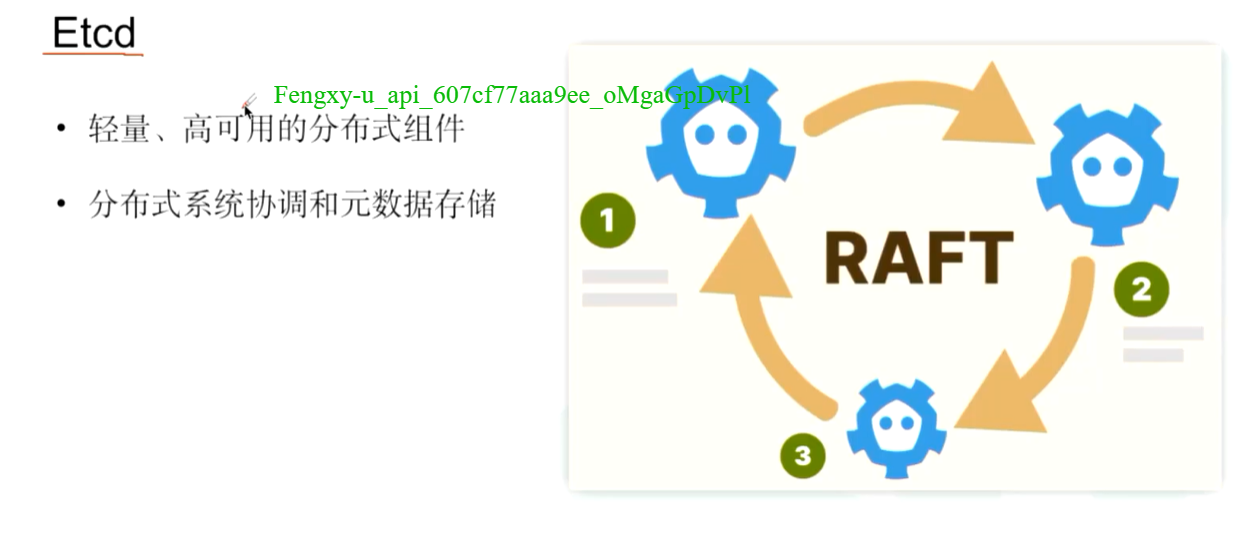 Etcd
Fengxy-u_api_607cf77aaa9ee_oMgaGpDvPl
• 轻量、高可用的分布式组件
• 分布式系统协调和元数据存储
1
RAFT
2
3